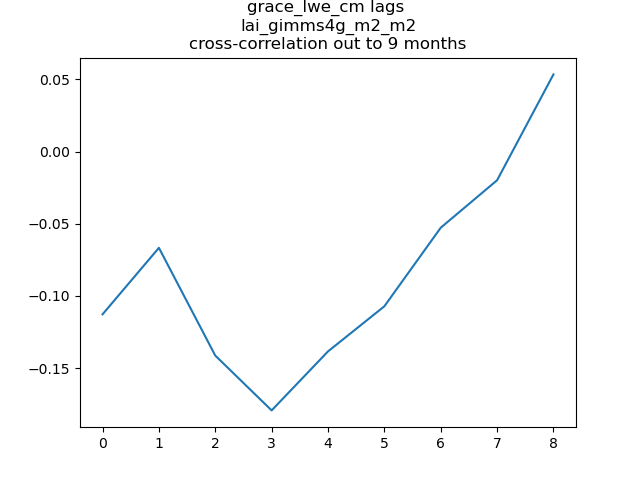 grace_lwe_cm lags
lai_gimms4g_m2_m2
cross-correlation out to 9 months
0.05
0.00
−0.05
−0.10
−0.15
0 1 2 3 4 5 6 7 8